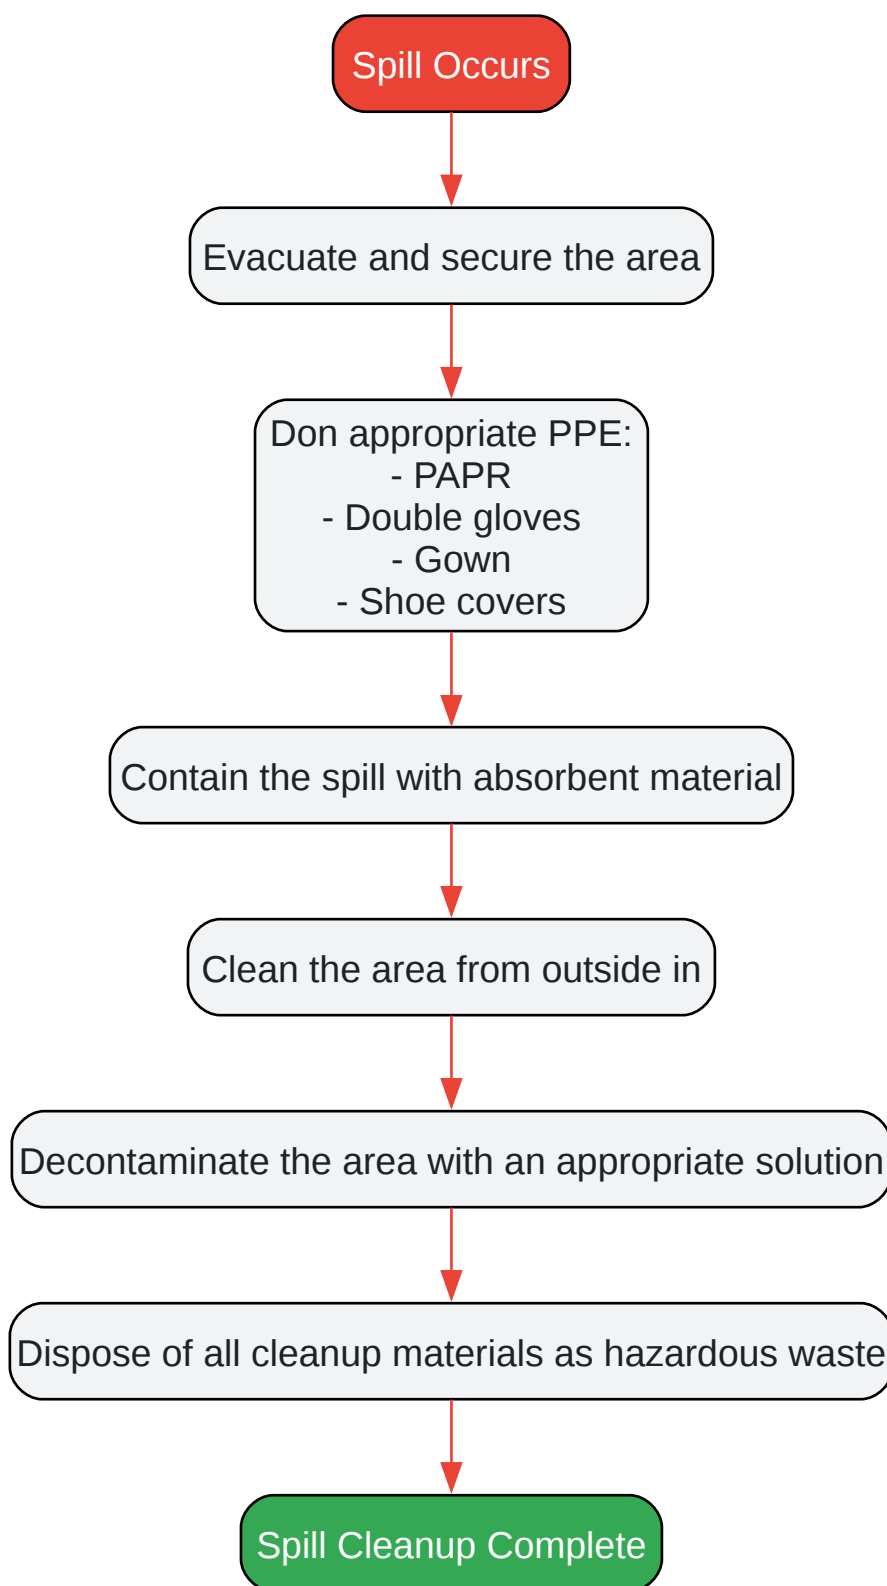 Spill Occurs
Evacuate and secure the area
Don appropriate PPE:
- PAPR
- Double gloves
- Gown
- Shoe covers
Contain the spill with absorbent material
Clean the area from outside in
Decontaminate the area with an appropriate solution
Dispose of all cleanup materials as hazardous waste
Spill Cleanup Complete